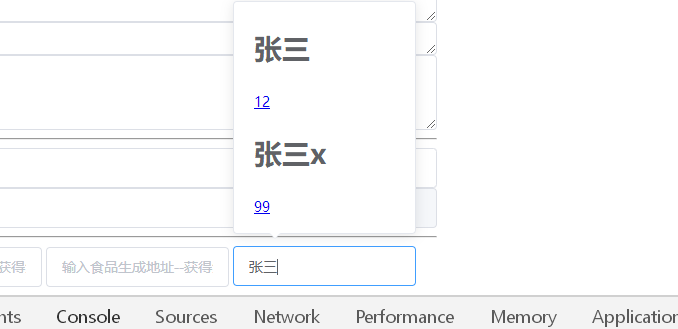 张三
12
张三x
99
获得
输入食品生成地址--获得
张三
nts
Console
Sources
Network
Performance
Memory
Application